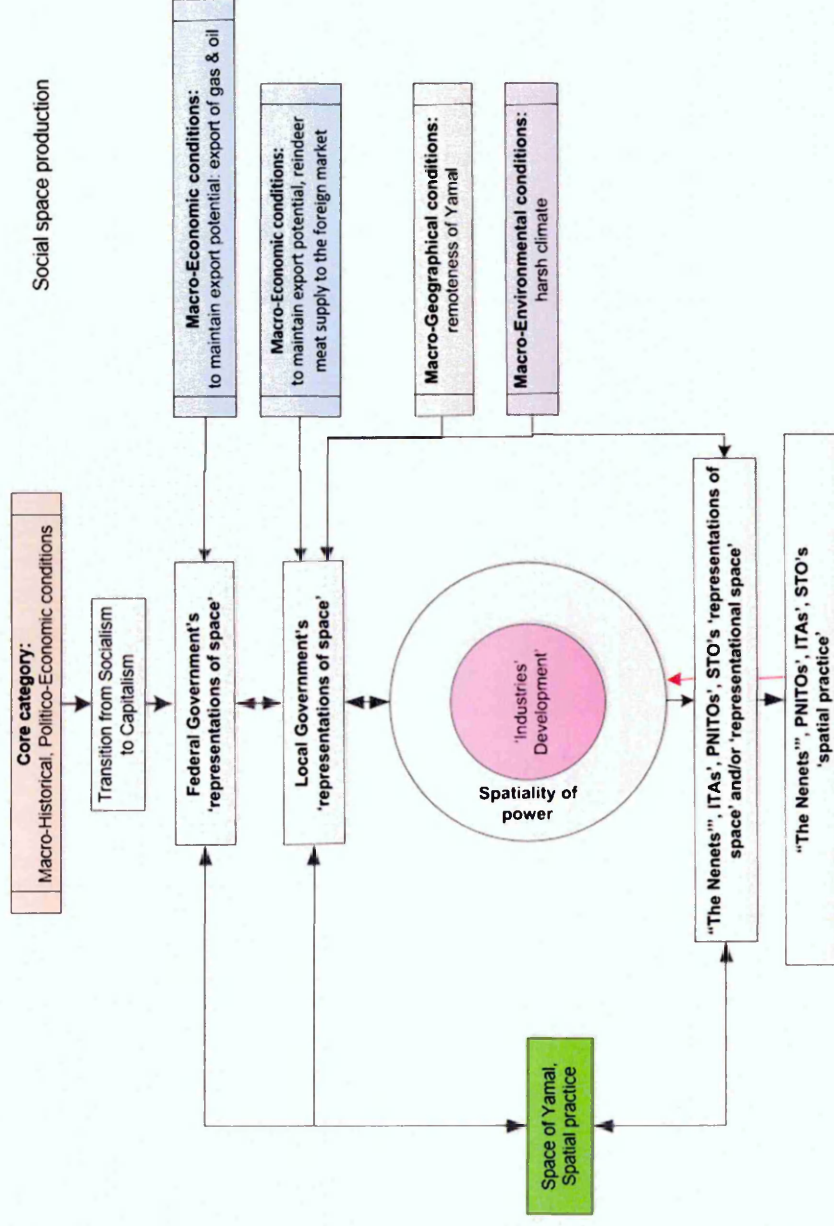 Social space production
Core category:
Macro-Historical, Politico-Economic conditions
Transition from Socialism
to Capitalism
Federal Government's
'representations of space'
Macro-Economic conditions:
to maintain export potential: export of gas & oil
Local Government's
'representations of space'
Macro-Economic conditions:
to maintain export potential, reindeer
meat supply to the foreign market
Macro-Geographical conditions:
remoteness of Yamal
Macro-Environmental conditions:
harsh climate
'Industries'
Development'
Spatiality of
power
Space of Yamal,
Spatial practice
"The Nenets'", ITAs', PNITOs', STO's 'representations of
space' and/or 'representational space'
"The Nenets'", PNITOs', ITAs', STO's
'spatial practice'